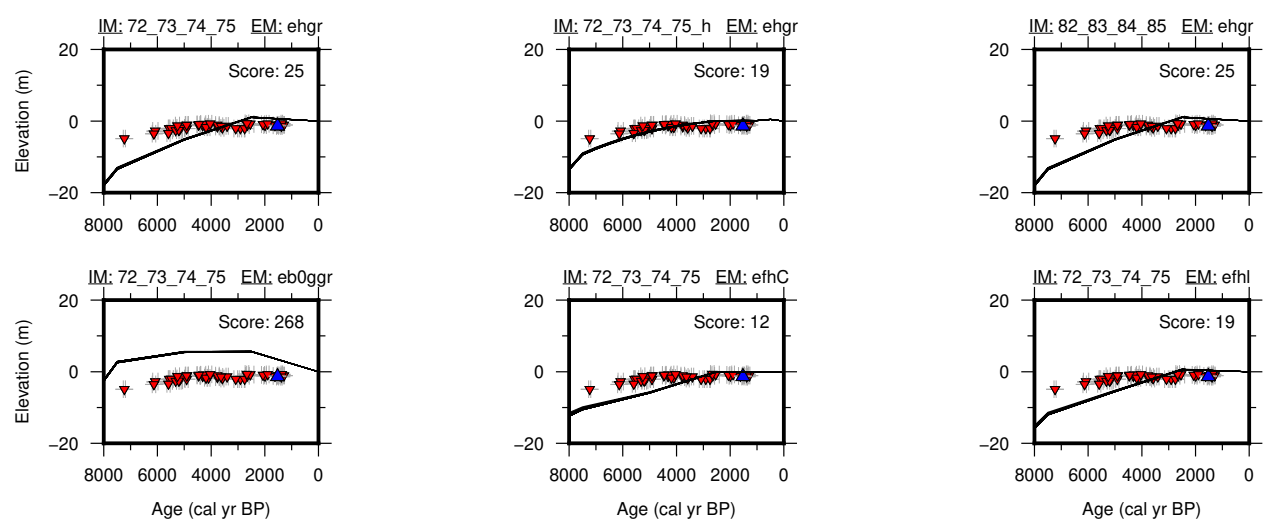 IM: 72_73_74_75 EM: ehgr
IM: 72_73_74_75_h EM: ehgr
IM: 82_83_84_85 EM: ehgr
20
0
−20
Elevation (m)
Score: 25
8000 6000 4000 2000 0
20
0
−20
Score: 19
8000 6000 4000 2000 0
20
0
−20
Score: 25
8000 6000 4000 2000 0
IM: 72_73_74_75 EM: eb0ggr
IM: 72_73_74_75 EM: efhC
IM: 72_73_74_75 EM: efhl
20
0
−20
Elevation (m)
Score: 268
8000 6000 4000 2000 0
Age (cal yr BP)
20
0
−20
Score: 12
8000 6000 4000 2000 0
Age (cal yr BP)
20
0
−20
Score: 19
8000 6000 4000 2000 0
Age (cal yr BP)